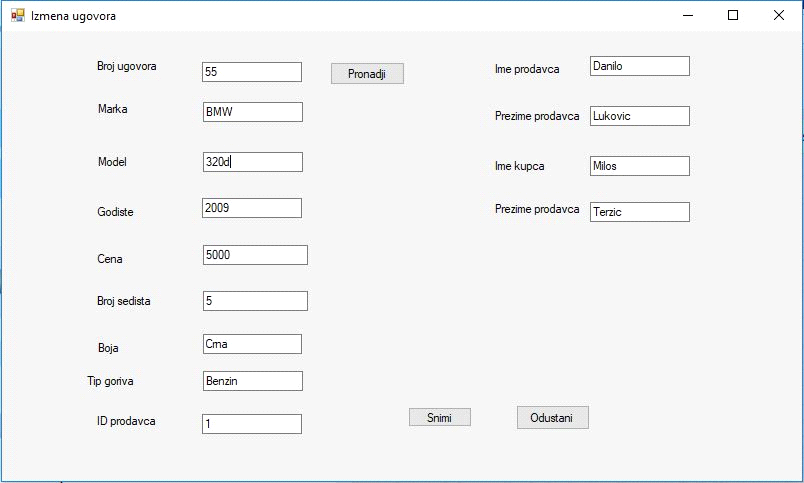 Izmena ugovora
Broj ugovora 55 Pronadji
Marka BMW
Model 320d
Godiste 2009
Cena 5000
Broj sedista 5
Boja Crna
Tip goriva Benzin
ID prodavca 1
Ime prodavca Danilo
Prezime prodavca Lukovic
Ime kupca Milos
Prezime prodavca Terzic
Snimi Odustani